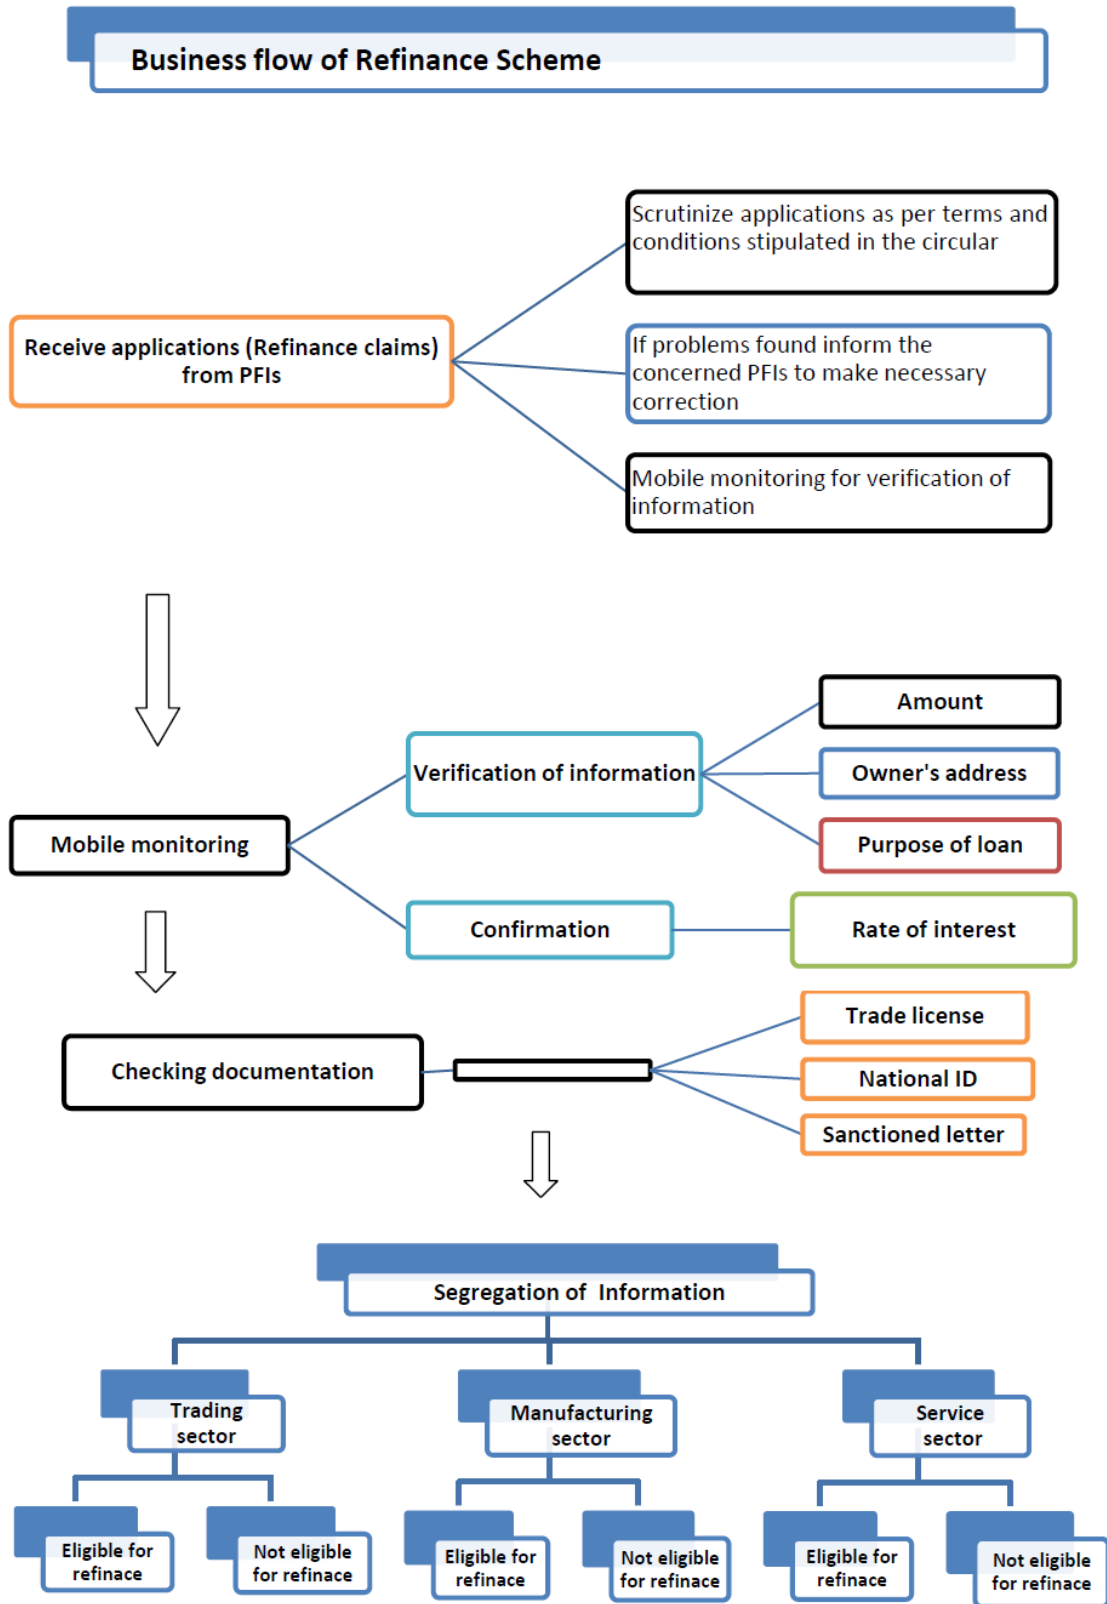 Business flow of Refinance Scheme
Scrutinize applications as per terms and
conditions stipulated in the circular
Receive applications (Refinance claims)
from PFIs
If problems found inform the
concerned PFIs to make necessary
correction
Mobile monitoring for verification of
information
Amount
Verification of information
Owner's address
Mobile monitoring
Purpose of loan
Confirmation
Rate of interest
Trade license
Checking documentation
National ID
Sanctioned letter
Segregation of Information
Trading
sector
Manufacturing
sector
Service
sector
Eligible for
refinace
Not eligible
for refinace
Eligible for
refinace
Not eligible
for refinace
Eligible for
refinace
Not eligible
for refinace